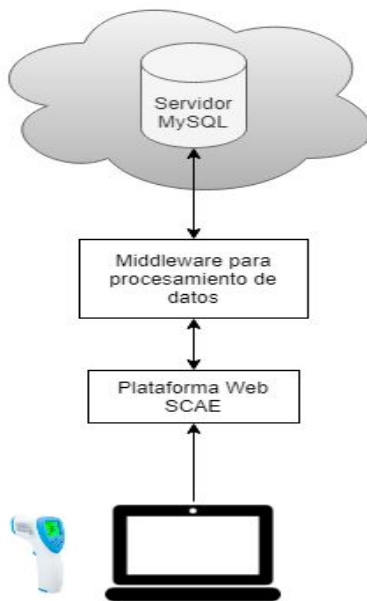 Servidor
MySQL
Middleware para
procesamiento de
datos
Plataforma Web
SCAE